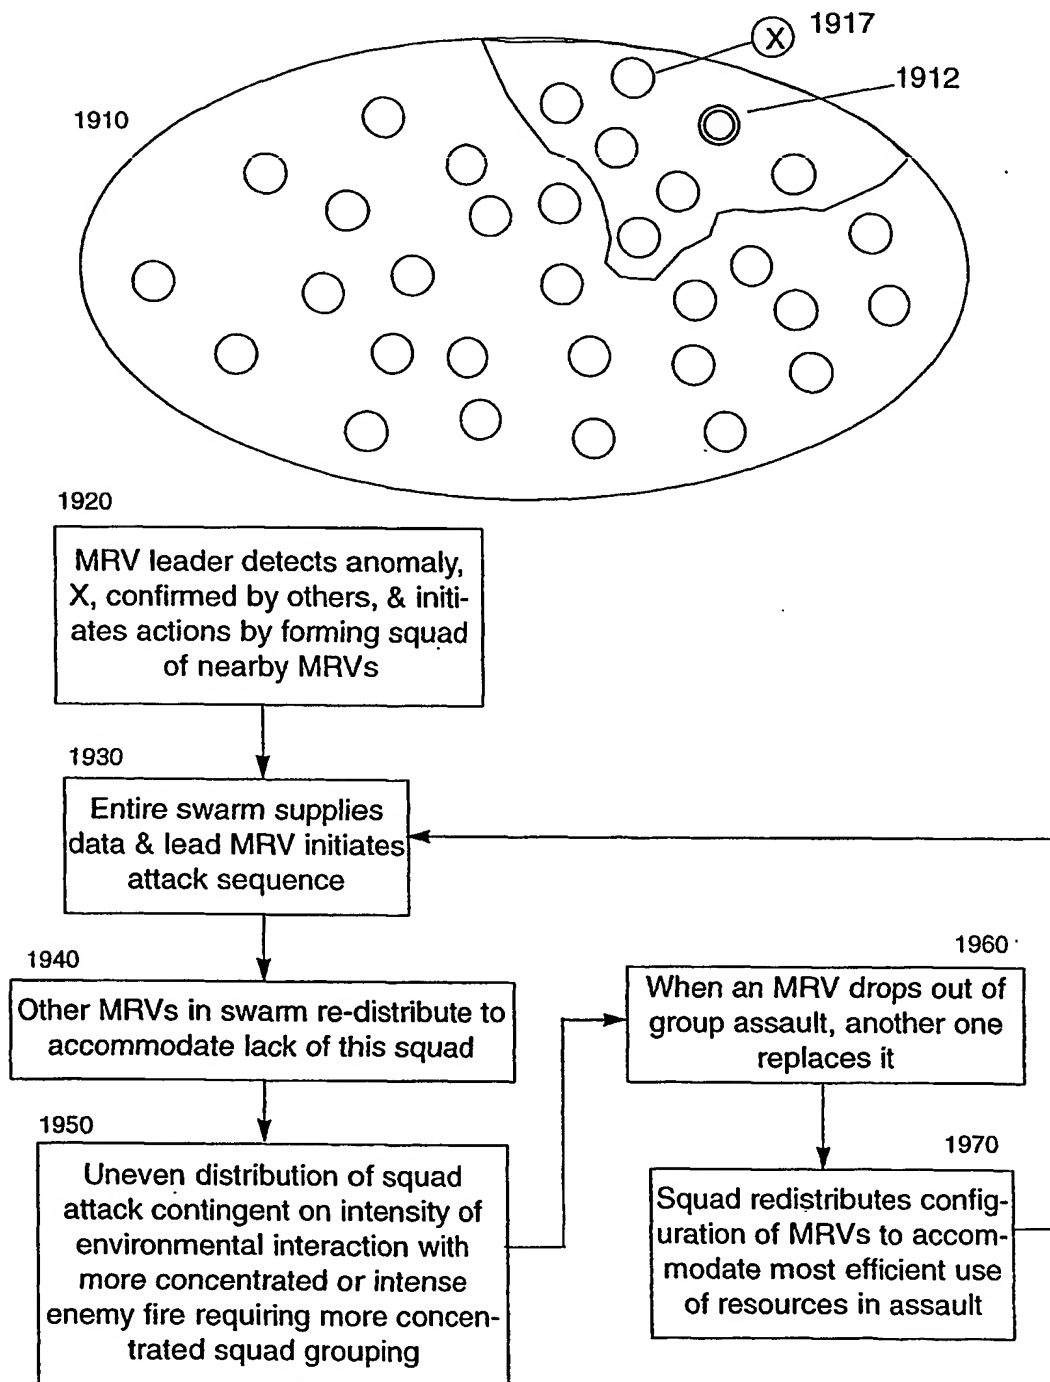 X 1917
1912
1910
1920
MRV leader detects anomaly,
X, confirmed by others, & initi-
ates actions by forming squad
of nearby MRVs
1930
Entire swarm supplies
data & lead MRV initiates
attack sequence
1940
Other MRVs in swarm re-distribute to
accommodate lack of this squad
1950
Uneven distribution of squad
attack contingent on intensity of
environmental interaction with
more concentrated or intense
enemy fire requiring more concen-
trated squad grouping
1960
When an MRV drops out of
group assault, another one
replaces it
1970
Squad redistributes config-
uration of MRVs to accom-
modate most efficient use
of resources in assault